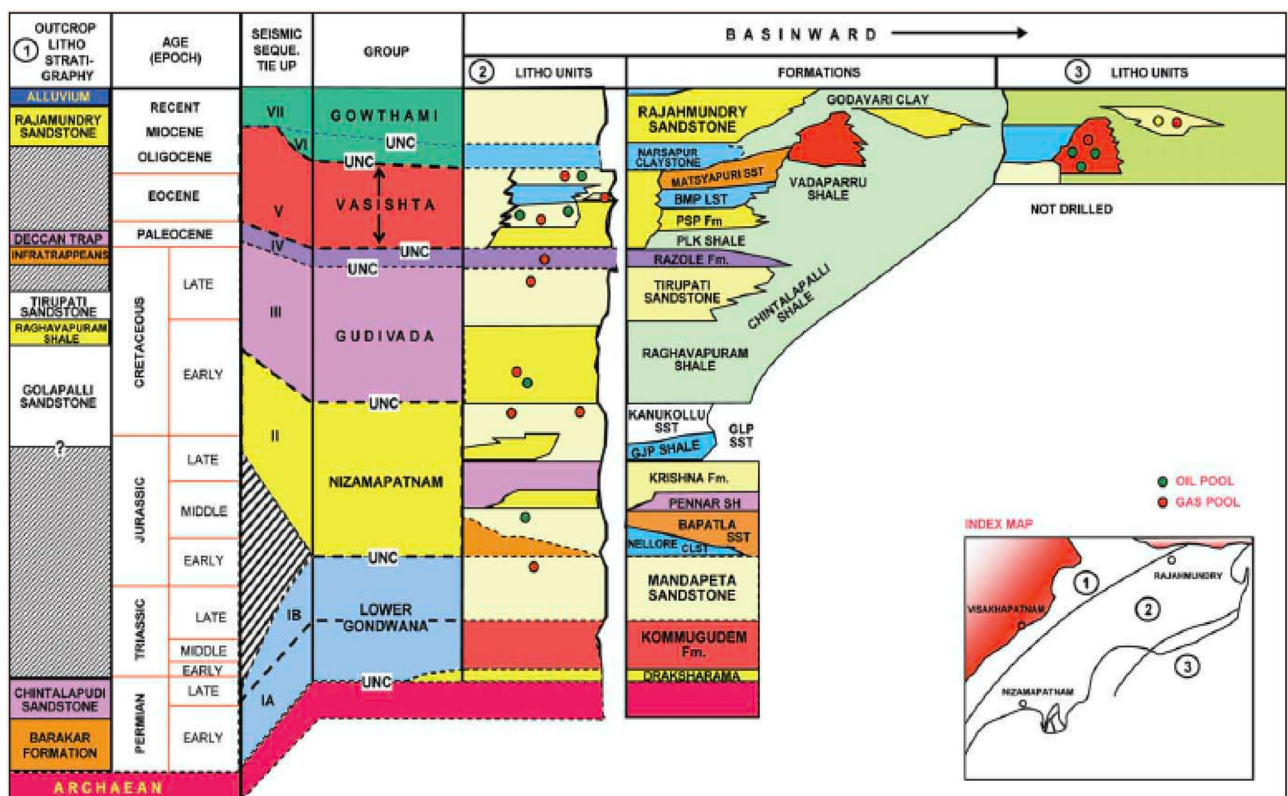 1
OUTCROP
LITHO
STRATI-
GRAPHY
AGE
(EPOCH)
SEISMIC
SEQUE.
TIE UP
GROUP
BASINWARD
2 LITHO UNITS
FORMATIONS
3 LITHO UNITS
ALLUVIUM
RAJAMUNDRY
SANDSTONE
DECCAN TRAP
INFRATRAPPEANS
TIRUPATI
SANDSTONE
RAGHAVAPURAM
SHALE
GOLAPALLI
SANDSTONE
?
CHINTALAPUDI
SANDSTONE
BARAKAR
FORMATION
ARCHAEAN
RECENT
MIOCENE
OLIGOCENE
EOCENE
PALEOCENE
CRETACEOUS
LATE
EARLY
JURASSIC
LATE
MIDDLE
EARLY
TRIASSIC
LATE
MIDDLE
EARLY
PERMIAN
LATE
EARLY
VII
VI
V
IV
III
II
IB
IA
GOWTHAMI
UNC
UNC
VASISHTA
UNC
UNC
GUDIVADA
UNC
NIZAMAPATNAM
UNC
LOWER
GONDWANA
UNC
RAJAHMUNDRY
SANDSTONE
GODAVARI CLAY
NARSAPUR
CLAYSTONE
MATSYAPURI SST
BMP LST
VADAPARRU
SHALE
PSP Fm
PLK SHALE
RAZOLE Fm.
TIRUPATI
SANDSTONE
CHINTALAPALLI
SHALE
RAGHAVAPURAM
SHALE
KANUKOLLU
SST
GLP
SST
GJP SHALE
KRISHNA Fm.
PENNAR SH
BAPATLA
SST
NELLORE
CLST
MANDAPETA
SANDSTONE
KOMMUGUDEM
Fm.
DRAKSHARAMA
NOT DRILLED
OIL POOL
GAS POOL
INDEX MAP
1
RAJAHMUNDRY
VISAKHAPATNAM
2
3
NIZAMAPATNAM